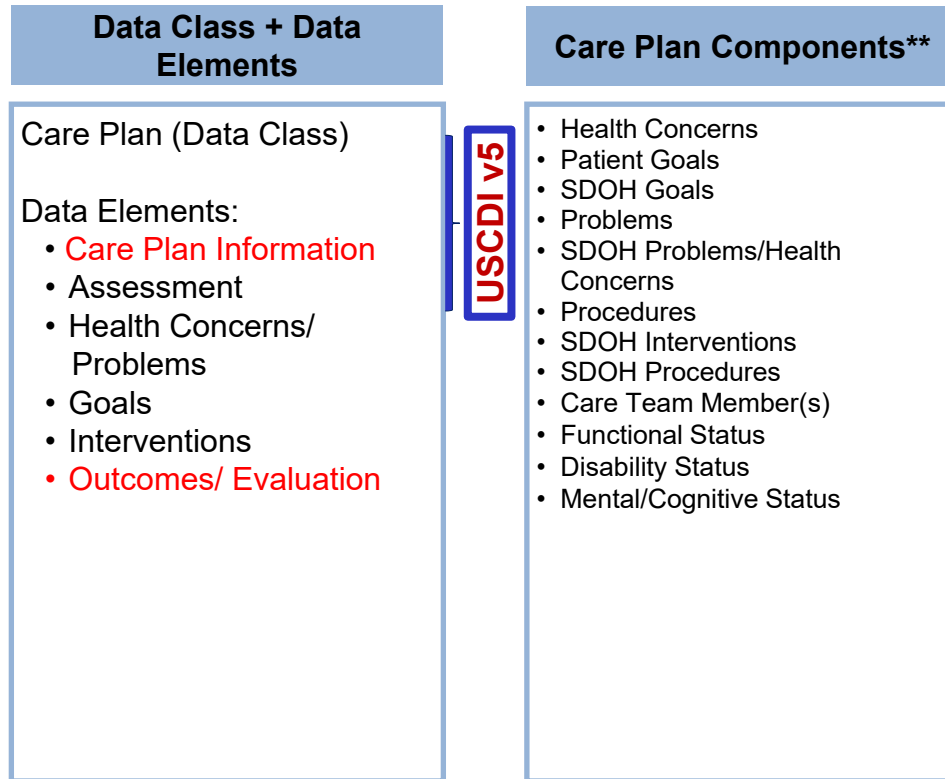 Data Class + Data
Elements
Care Plan (Data Class)
Data Elements:
• Care Plan Information
• Assessment
• Health Concerns/
Problems
• Goals
• Interventions
• Outcomes/ Evaluation
USCDI v5
Care Plan Components**
• Health Concerns
• Patient Goals
• SDOH Goals
• Problems
• SDOH Problems/Health
Concerns
• Procedures
• SDOH Interventions
• SDOH Procedures
• Care Team Member(s)
• Functional Status
• Disability Status
• Mental/Cognitive Status